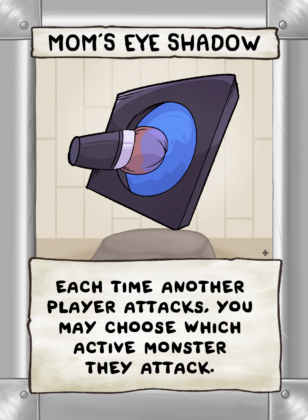 MOM'S EYE SHADOW
EACH TIME ANOTHER
PLAYER ATTACKS, YOU
MAY CHOOSE WHICH
ACTIVE MONSTER
THEY ATTACK.